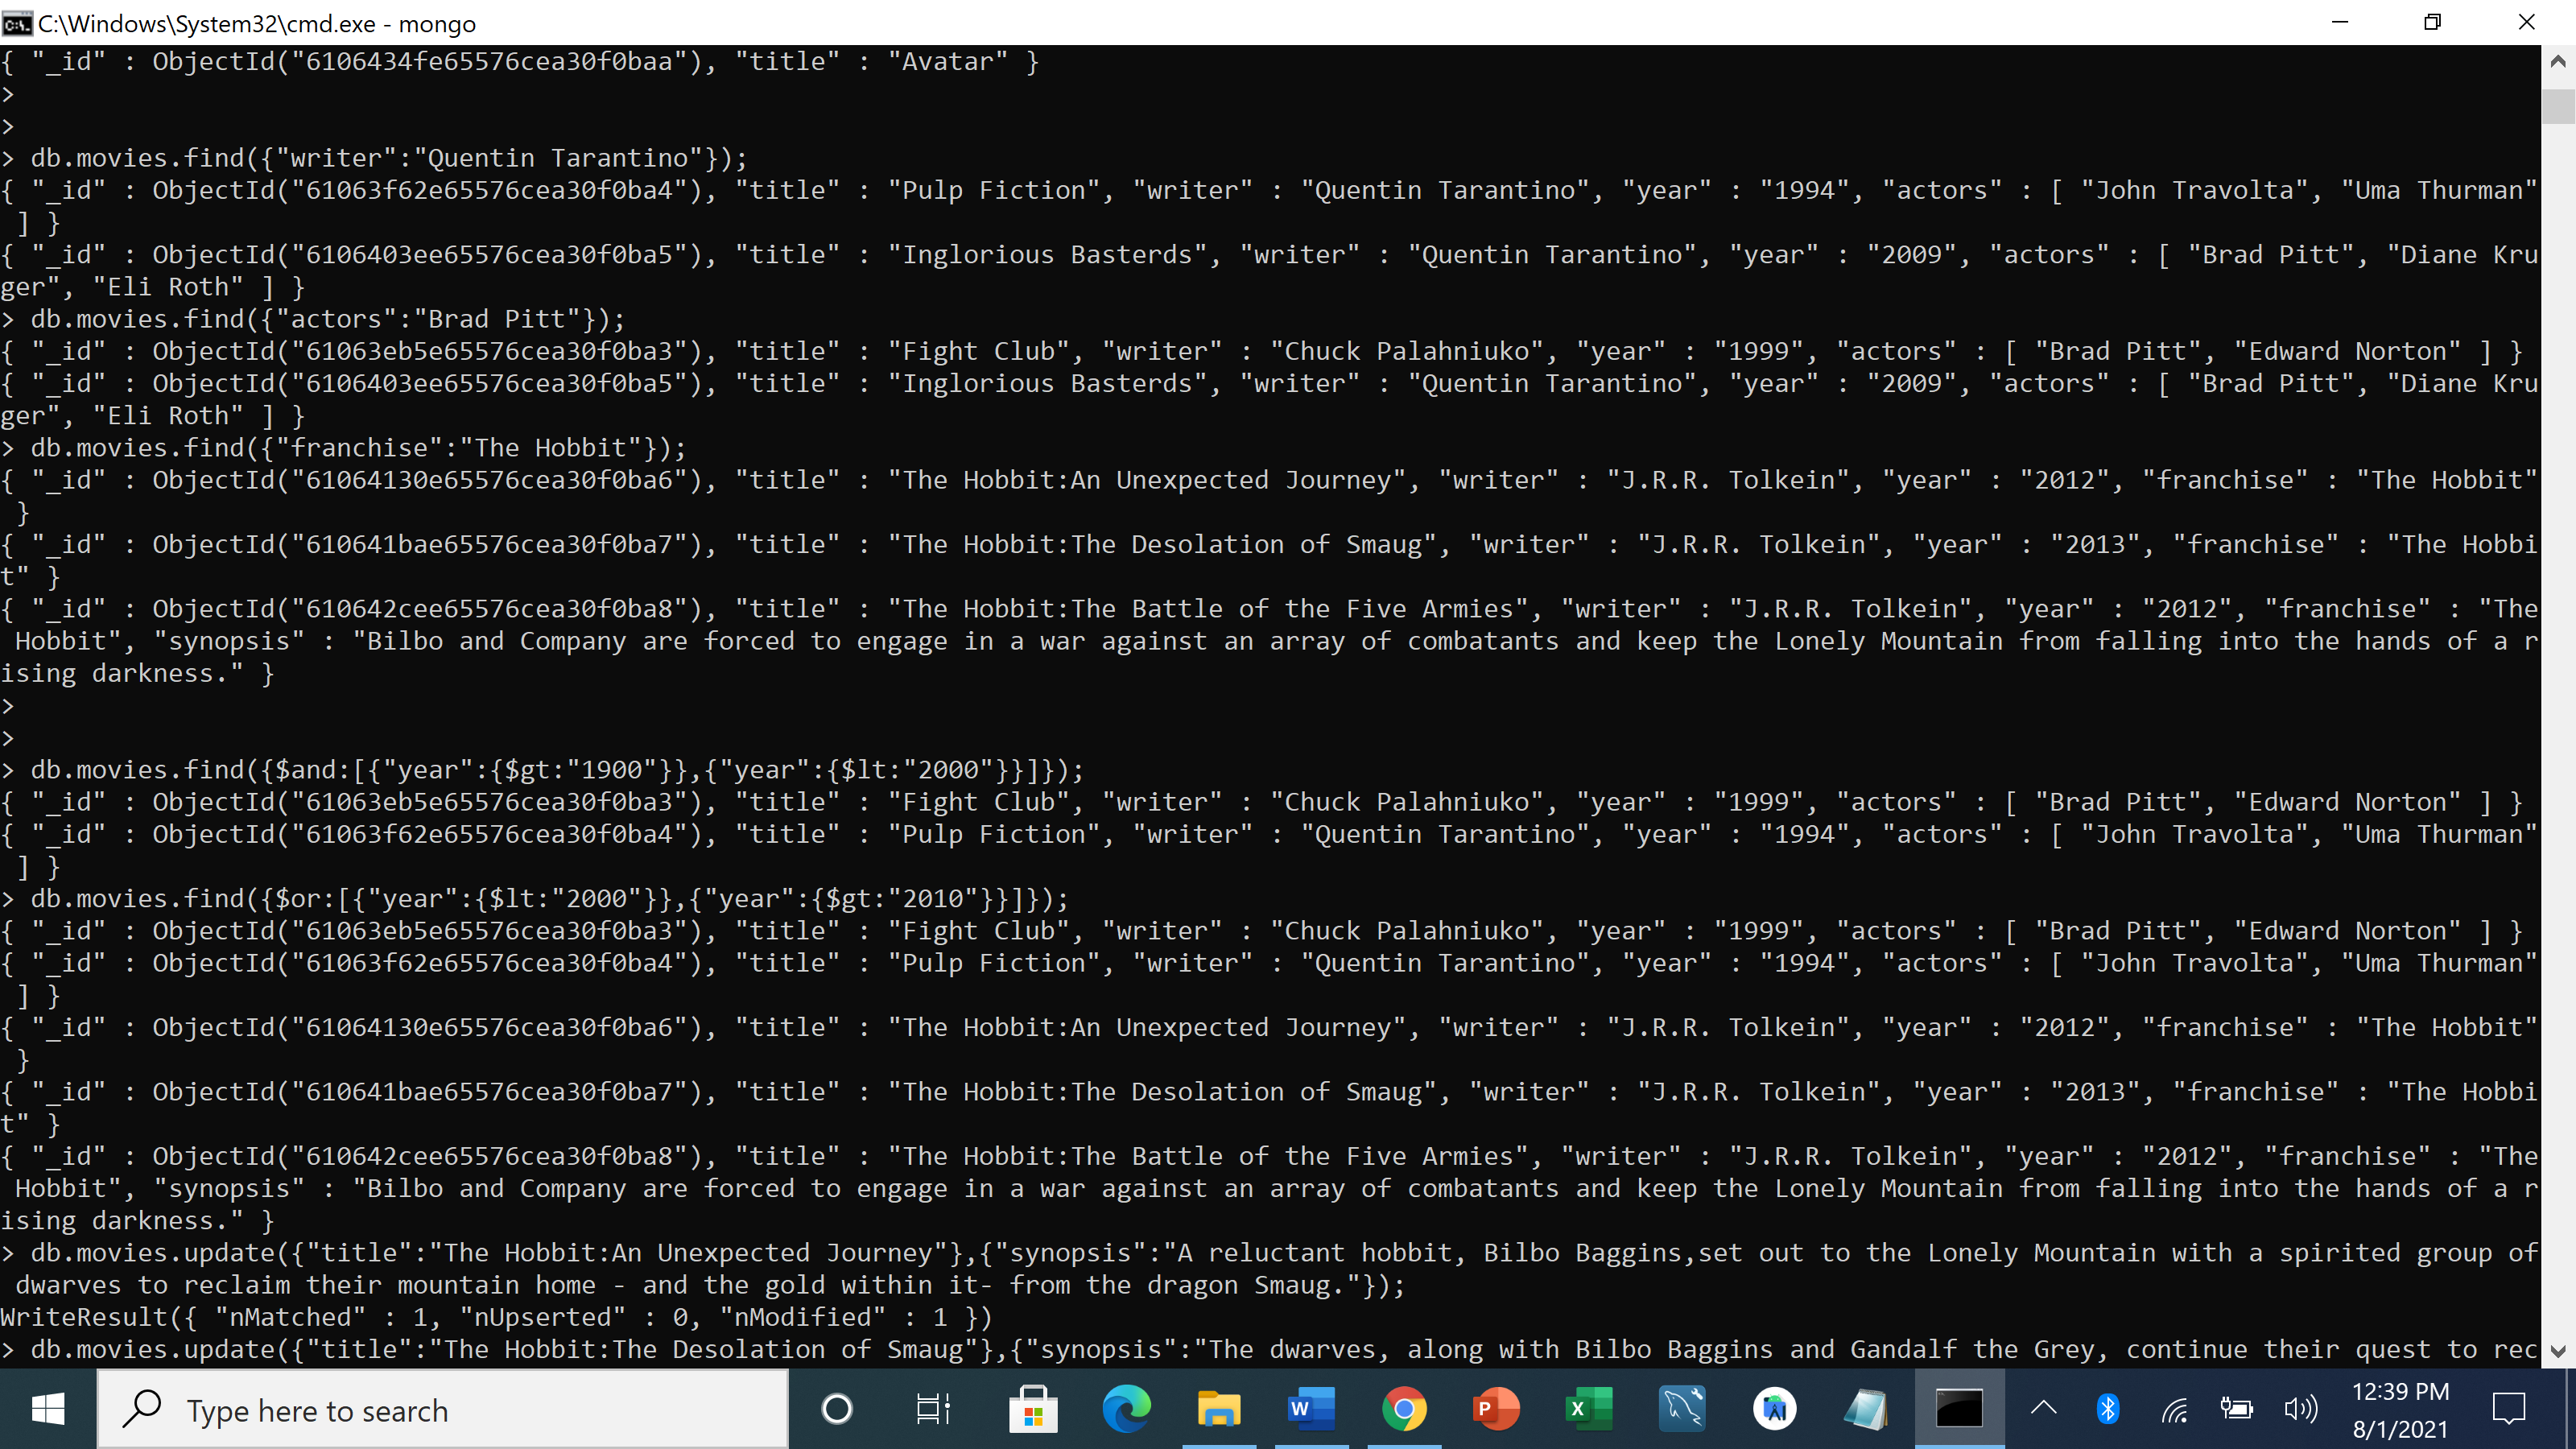 C:\Windows\System32\cmd.exe - mongo
{ "_id" : ObjectId("6106434fe65576cea30f0baa"), "title" : "Avatar" }
>
>
> db.movies.find({"writer":"Quentin Tarantino"});
{ "_id" : ObjectId("61063f62e65576cea30f0ba4"), "title" : "Pulp Fiction", "writer" : "Quentin Tarantino", "year" : "1994", "actors" : [ "John Travolta", "Uma Thurman"
 ] }
{ "_id" : ObjectId("6106403ee65576cea30f0ba5"), "title" : "Inglorious Basterds", "writer" : "Quentin Tarantino", "year" : "2009", "actors" : [ "Brad Pitt", "Diane Kru
ger", "Eli Roth" ] }
> db.movies.find({"actors":"Brad Pitt"});
{ "_id" : ObjectId("61063eb5e65576cea30f0ba3"), "title" : "Fight Club", "writer" : "Chuck Palahniuko", "year" : "1999", "actors" : [ "Brad Pitt", "Edward Norton" ] }
{ "_id" : ObjectId("6106403ee65576cea30f0ba5"), "title" : "Inglorious Basterds", "writer" : "Quentin Tarantino", "year" : "2009", "actors" : [ "Brad Pitt", "Diane Kru
ger", "Eli Roth" ] }
> db.movies.find({"franchise":"The Hobbit"});
{ "_id" : ObjectId("61064130e65576cea30f0ba6"), "title" : "The Hobbit:An Unexpected Journey", "writer" : "J.R.R. Tolkein", "year" : "2012", "franchise" : "The Hobbit"
 }
{ "_id" : ObjectId("610641bae65576cea30f0ba7"), "title" : "The Hobbit:The Desolation of Smaug", "writer" : "J.R.R. Tolkein", "year" : "2013", "franchise" : "The Hobbi
t" }
{ "_id" : ObjectId("610642cee65576cea30f0ba8"), "title" : "The Hobbit:The Battle of the Five Armies", "writer" : "J.R.R. Tolkein", "year" : "2012", "franchise" : "The
 Hobbit", "synopsis" : "Bilbo and Company are forced to engage in a war against an array of combatants and keep the Lonely Mountain from falling into the hands of a r
ising darkness." }
>
>
> db.movies.find({$and:[{"year":{$gt:"1900"}},{"year":{$lt:"2000"}}]});
{ "_id" : ObjectId("61063eb5e65576cea30f0ba3"), "title" : "Fight Club", "writer" : "Chuck Palahniuko", "year" : "1999", "actors" : [ "Brad Pitt", "Edward Norton" ] }
{ "_id" : ObjectId("61063f62e65576cea30f0ba4"), "title" : "Pulp Fiction", "writer" : "Quentin Tarantino", "year" : "1994", "actors" : [ "John Travolta", "Uma Thurman"
 ] }
> db.movies.find({$or:[{"year":{$lt:"2000"}},{"year":{$gt:"2010"}}]});
{ "_id" : ObjectId("61063eb5e65576cea30f0ba3"), "title" : "Fight Club", "writer" : "Chuck Palahniuko", "year" : "1999", "actors" : [ "Brad Pitt", "Edward Norton" ] }
{ "_id" : ObjectId("61063f62e65576cea30f0ba4"), "title" : "Pulp Fiction", "writer" : "Quentin Tarantino", "year" : "1994", "actors" : [ "John Travolta", "Uma Thurman"
 ] }
{ "_id" : ObjectId("61064130e65576cea30f0ba6"), "title" : "The Hobbit:An Unexpected Journey", "writer" : "J.R.R. Tolkein", "year" : "2012", "franchise" : "The Hobbit"
 }
{ "_id" : ObjectId("610641bae65576cea30f0ba7"), "title" : "The Hobbit:The Desolation of Smaug", "writer" : "J.R.R. Tolkein", "year" : "2013", "franchise" : "The Hobbi
t" }
{ "_id" : ObjectId("610642cee65576cea30f0ba8"), "title" : "The Hobbit:The Battle of the Five Armies", "writer" : "J.R.R. Tolkein", "year" : "2012", "franchise" : "The
 Hobbit", "synopsis" : "Bilbo and Company are forced to engage in a war against an array of combatants and keep the Lonely Mountain from falling into the hands of a r
ising darkness." }
> db.movies.update({"title":"The Hobbit:An Unexpected Journey"},{"synopsis":"A reluctant hobbit, Bilbo Baggins,set out to the Lonely Mountain with a spirited group of
 dwarves to reclaim their mountain home - and the gold within it- from the dragon Smaug."});
WriteResult({ "nMatched" : 1, "nUpserted" : 0, "nModified" : 1 })
> db.movies.update({"title":"The Hobbit:The Desolation of Smaug"},{"synopsis":"The dwarves, along with Bilbo Baggins and Gandalf the Grey, continue their quest to rec
Type here to search
12:39 PM
8/1/2021